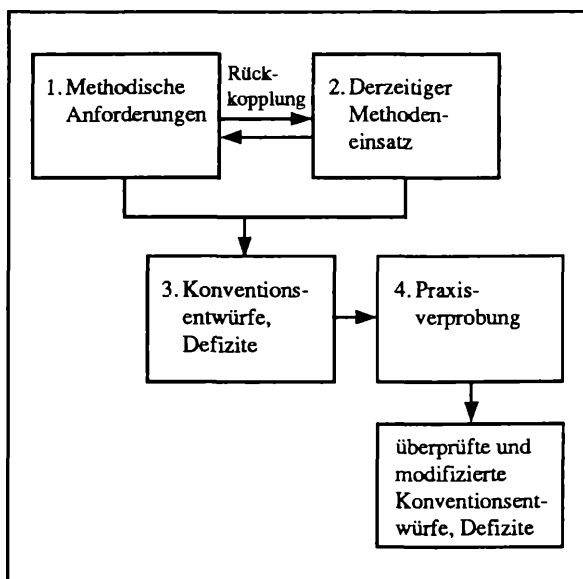 1. Methodische
Anforderungen
Rück-
kopplung
2. Derzeitiger
Methoden-
einsatz
3. Konventions-
entwürfe,
Defizite
4. Praxis-
verprobung
überprüfte und
modifizierte
Konventionsent-
würfe, Defizite